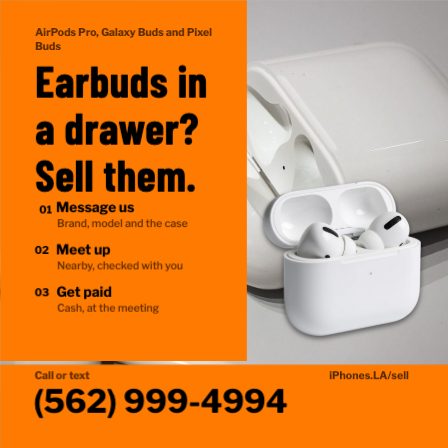 AirPods Pro, Galaxy Buds and Pixel
Buds
Earbuds in
a drawer?
Sell them.
01 Message us
Brand, model and the case
02 Meet up
Nearby, checked with you
03 Get paid
Cash, at the meeting
Call or text
iPhones.LA/sell
(562) 999-4994